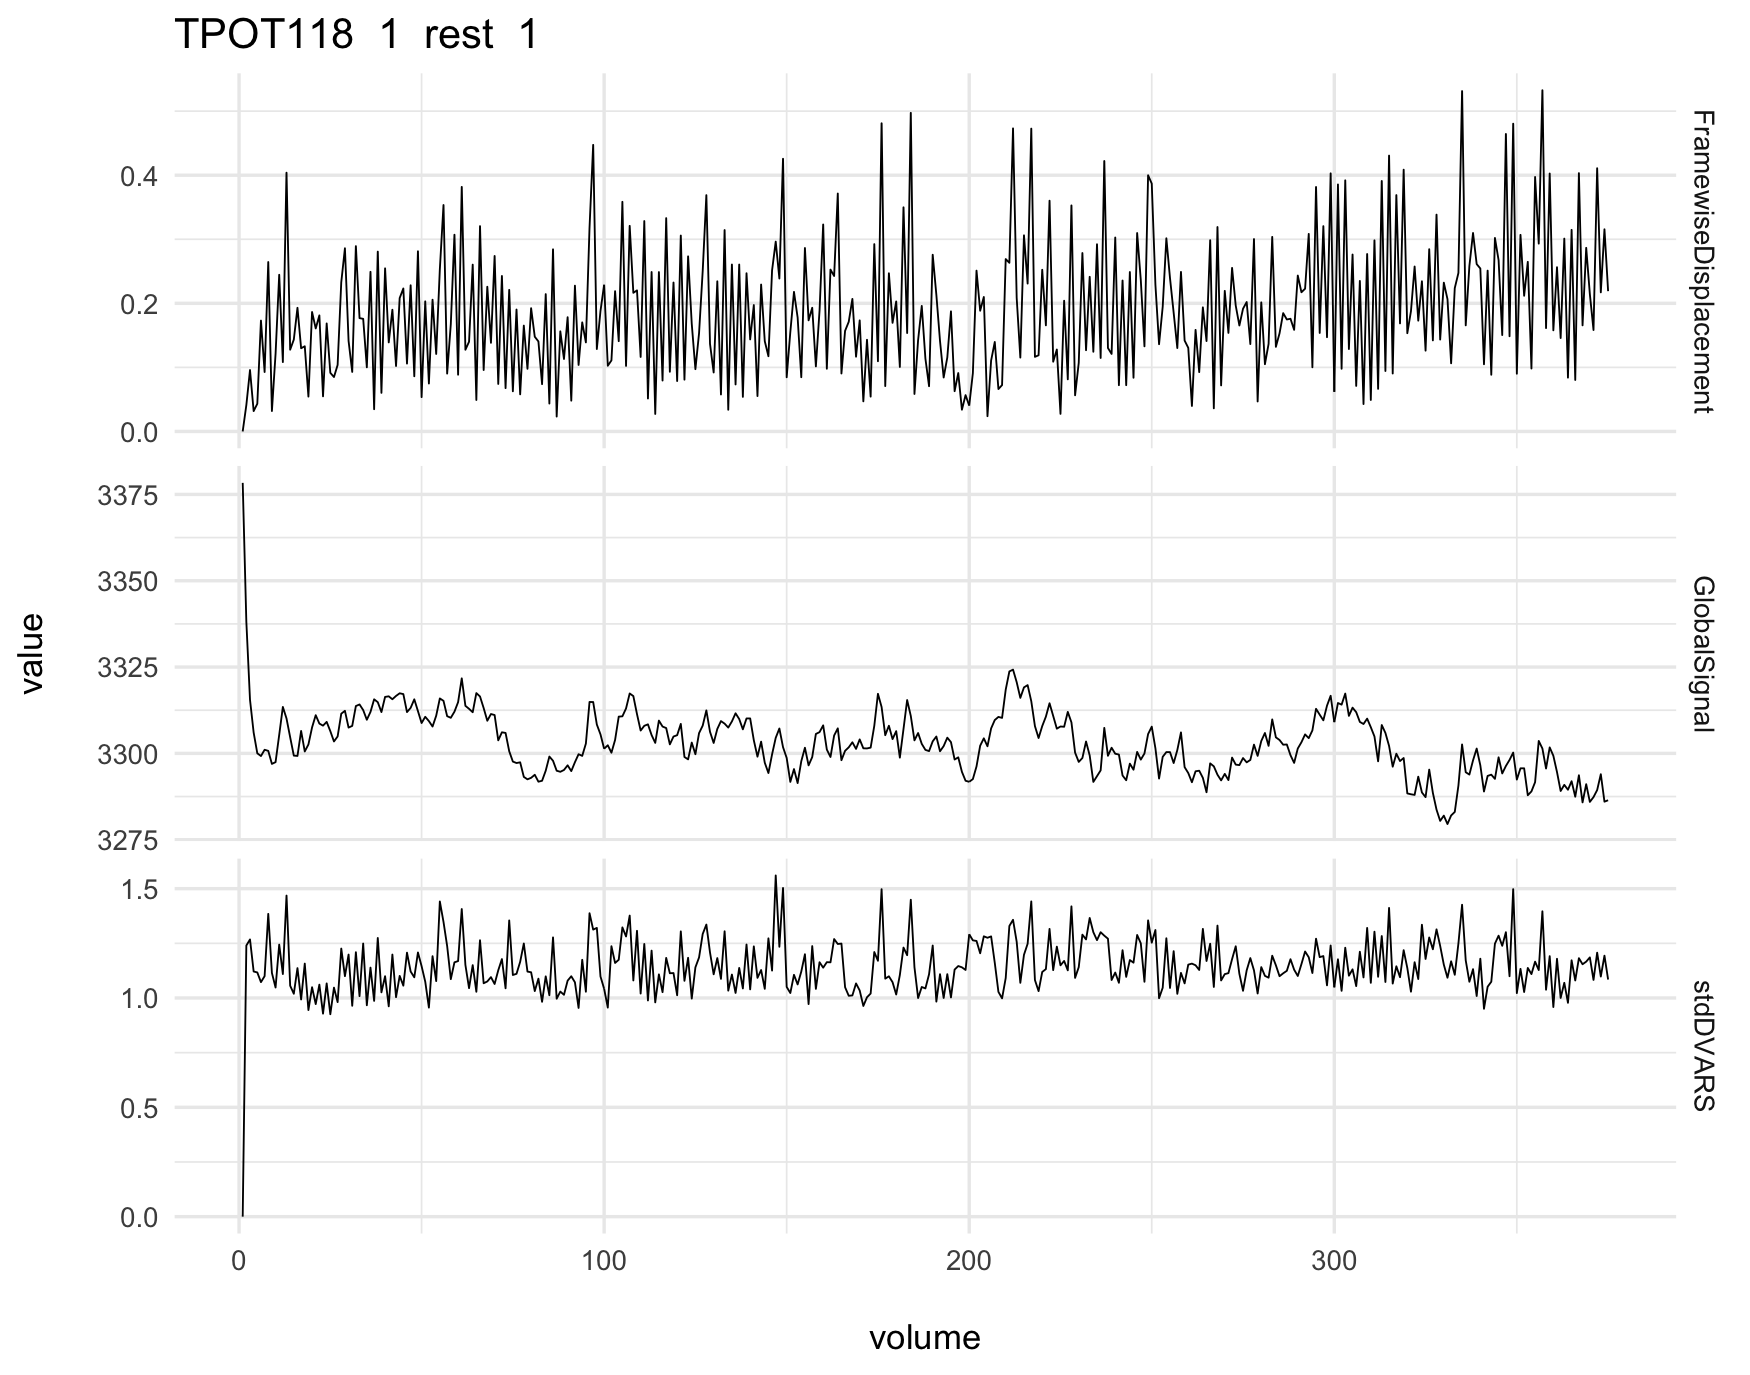 TPOT118 1 rest 1
0.4
0.2
0.0
FramewiseDisplacement
3375
3350
3325
3300
3275
GlobalSignal
value
1.5
1.0
0.5
0.0
stdDVARS
0 100 200 300
volume